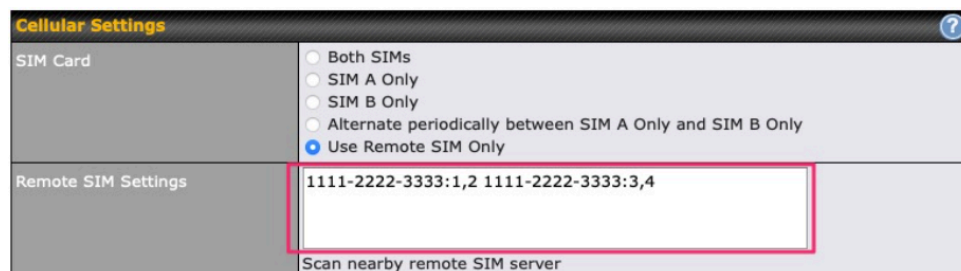 Cellular Settings
?
SIM Card
Both SIMs
SIM A Only
SIM B Only
Alternate periodically between SIM A Only and SIM B Only
Use Remote SIM Only
Remote SIM Settings
1111-2222-3333:1,2 1111-2222-3333:3,4
Scan nearby remote SIM server